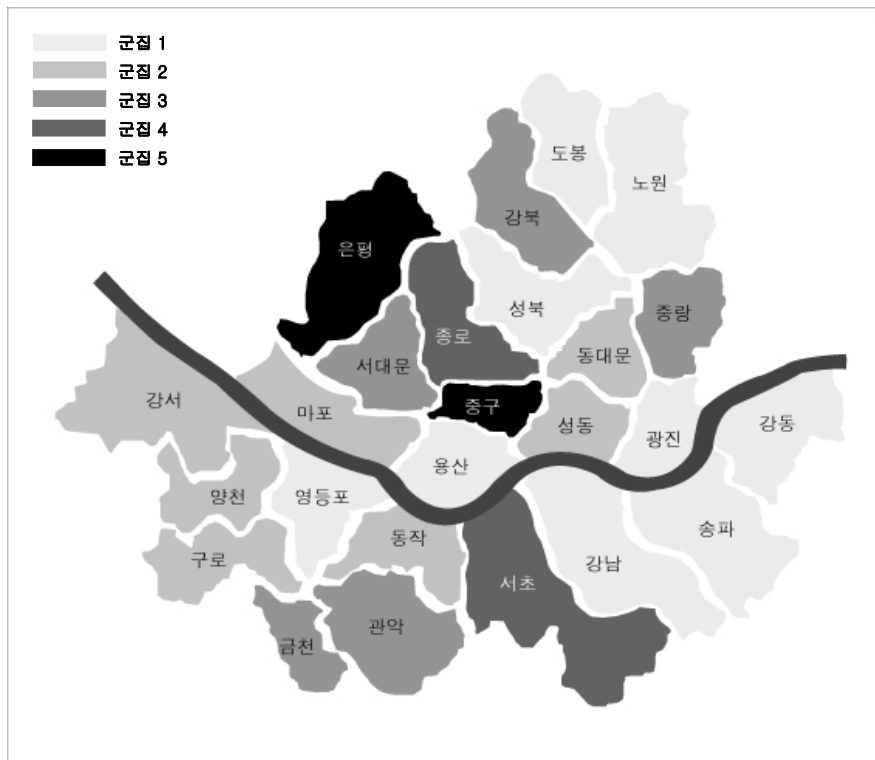 군집 1
군집 2
군집 3
군집 4
군집 5
도봉
노원
강북
은평
성북
중랑
종로
동대문
서대문
강서
마포
중구
성동
광진
강동
용산
양천
영등포
송파
동작
구로
강남
서초
관악
금천